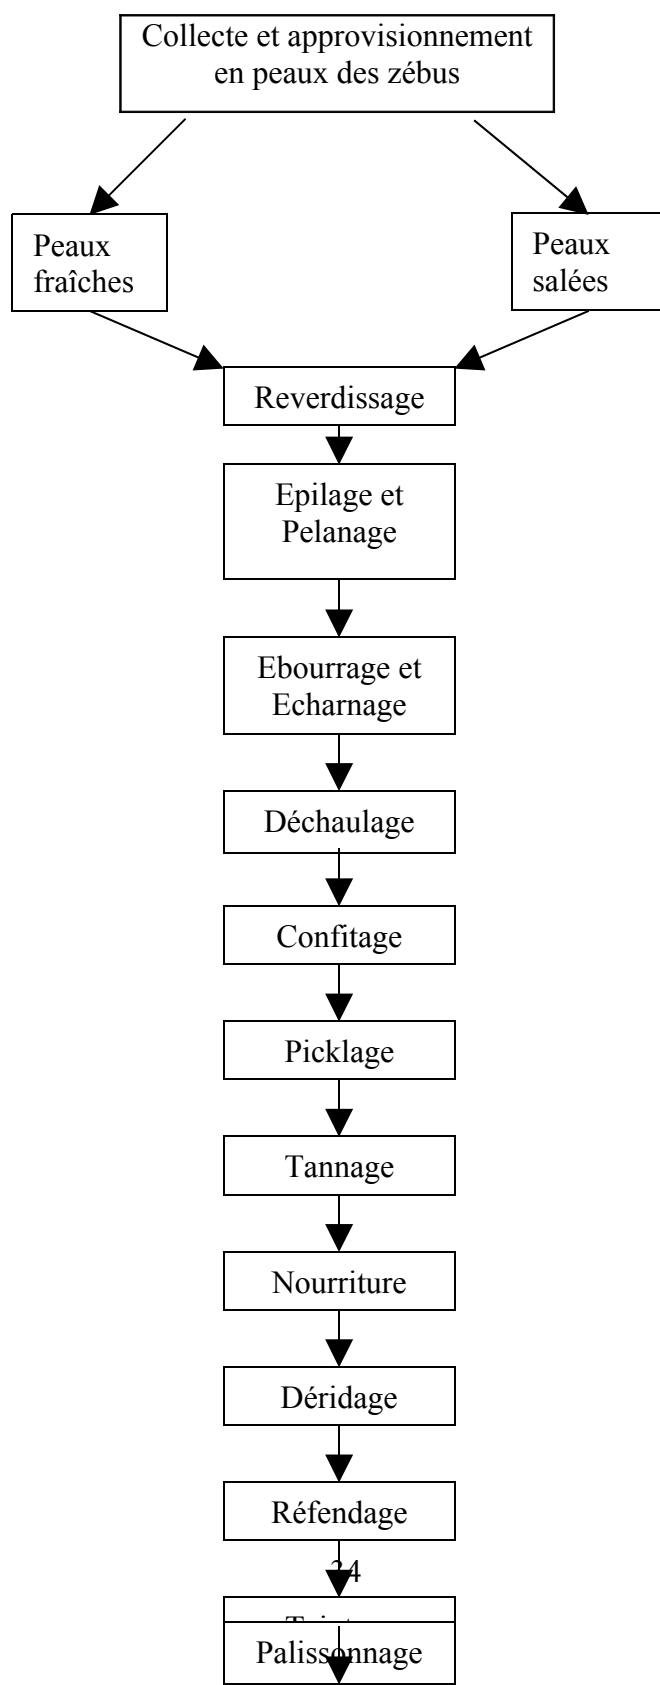 Collecte et approvisionnement
en peaux des zébus
Peaux
fraîches
Peaux
salées
Reverdissage
Epilage et
Pelanage
Ebourrage et
Echarnage
Déchaulage
Confitage
Picklage
Tannage
Nourriture
Déridage
Réfendage
34
Palissonnage